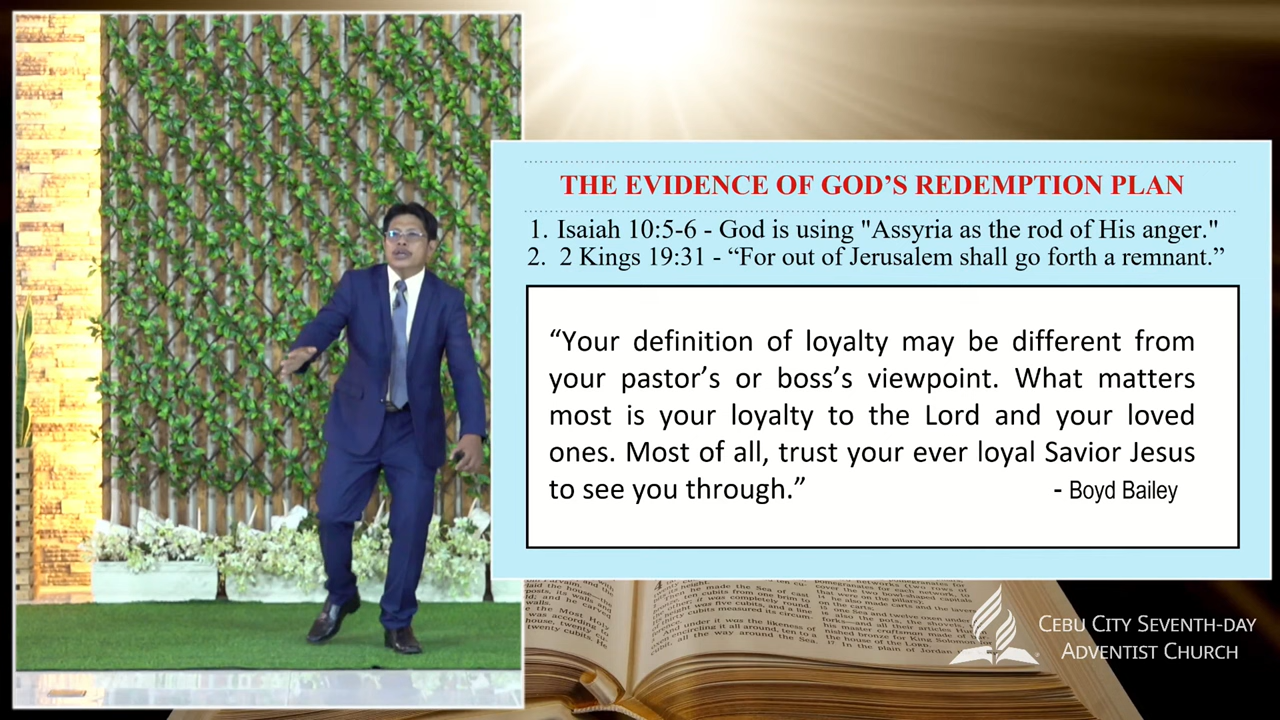 THE EVIDENCE OF GOD’S REDEMPTION PLAN
1. Isaiah 10:5-6 - God is using "Assyria as the rod of His anger."
2. 2 Kings 19:31 - “For out of Jerusalem shall go forth a remnant.”
“Your definition of loyalty may be different from
your pastor’s or boss’s viewpoint. What matters
most is your loyalty to the Lord and your loved
ones. Most of all, trust your ever loyal Savior Jesus
to see you through.”
- Boyd Bailey
CEBU CITY SEVENTH-DAY
ADVENTIST CHURCH